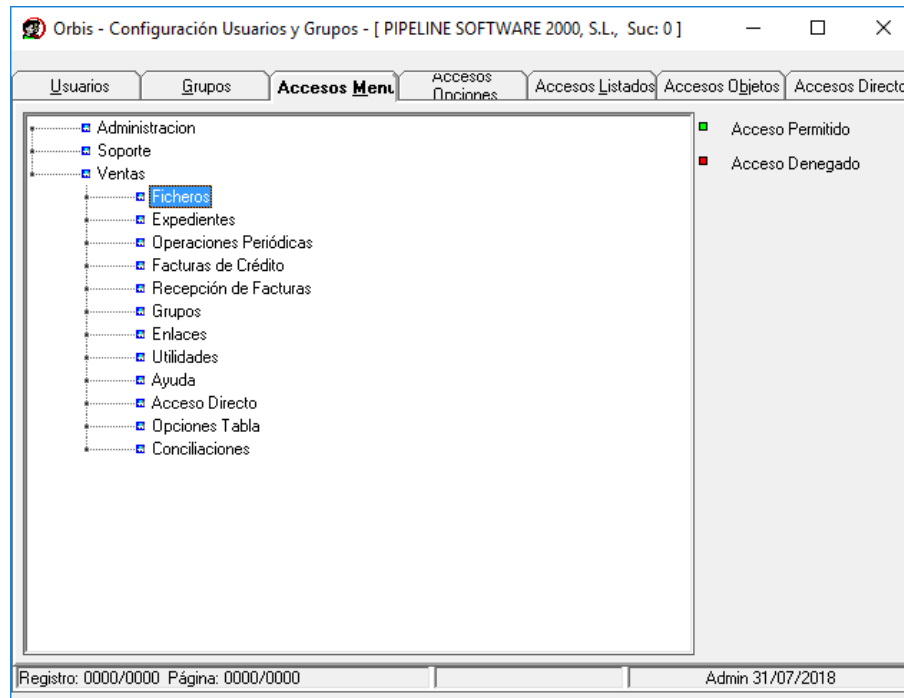 Orbis - Configuración Usuarios y Grupos - [ PIPELINE SOFTWARE 2000, S.L., Suc: 0 ]
Usuarios Grupos Accesos Menu Accesos Opciones Accesos Listados Accesos Objetos Accesos Directo
Administracion
Soporte
Ventas
Ficheros
Expedientes
Operaciones Periódicas
Facturas de Crédito
Recepción de Facturas
Grupos
Enlaces
Utilidades
Ayuda
Acceso Directo
Opciones Tabla
Conciliaciones
Acceso Permitido
Acceso Denegado
Registro: 0000/0000 Página: 0000/0000
Admin 31/07/2018